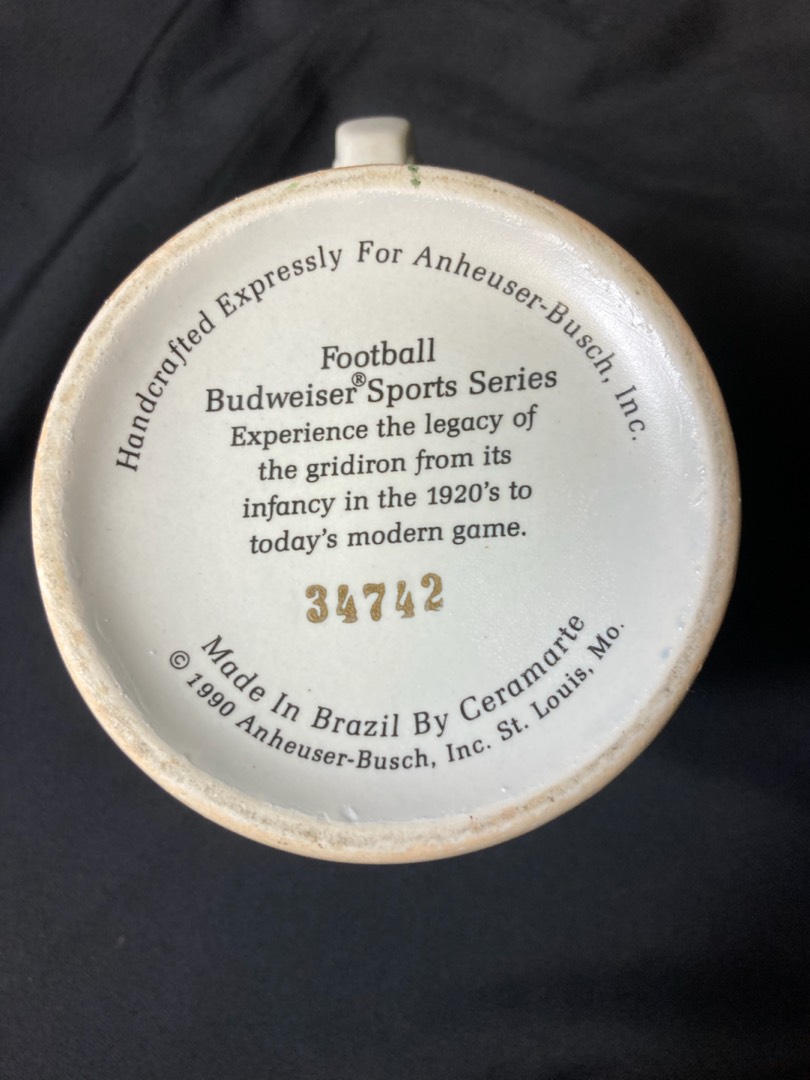 Handcrafted Expressly For Anheuser-Busch, Inc.
Football
Budweiser® Sports Series
Experience the legacy of
the gridiron from its
infancy in the 1920's to
today's modern game.
34742
Made In Brazil By Ceramarte
© 1990 Anheuser-Busch, Inc. St. Louis, Mo.